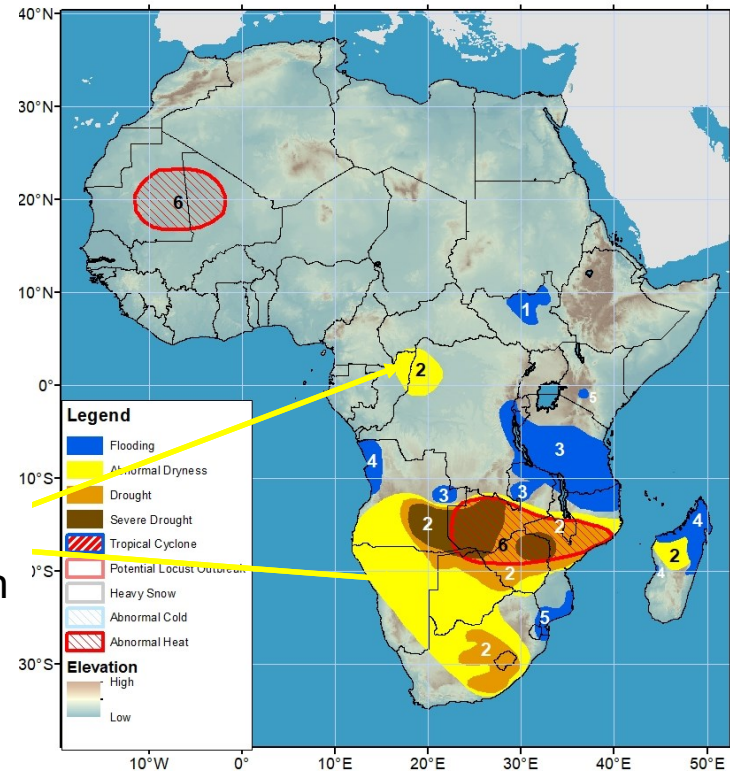 40°N
30°N
20°N
6
10°N
1
0°
2
5
Legend
Flooding
Abnormal Dryness
Drought
Severe Drought
Tropical Cyclone
Potential Locust Outbreak
Heavy Snow
Abnormal Cold
Abnormal Heat
Elevation
High
Low
3
4
10°S
3
3
4
2
2
6
2
2
4
0°S
n
2
5
2
30°S
10°W
0°
10°E
20°E
30°E
40°E
50°E